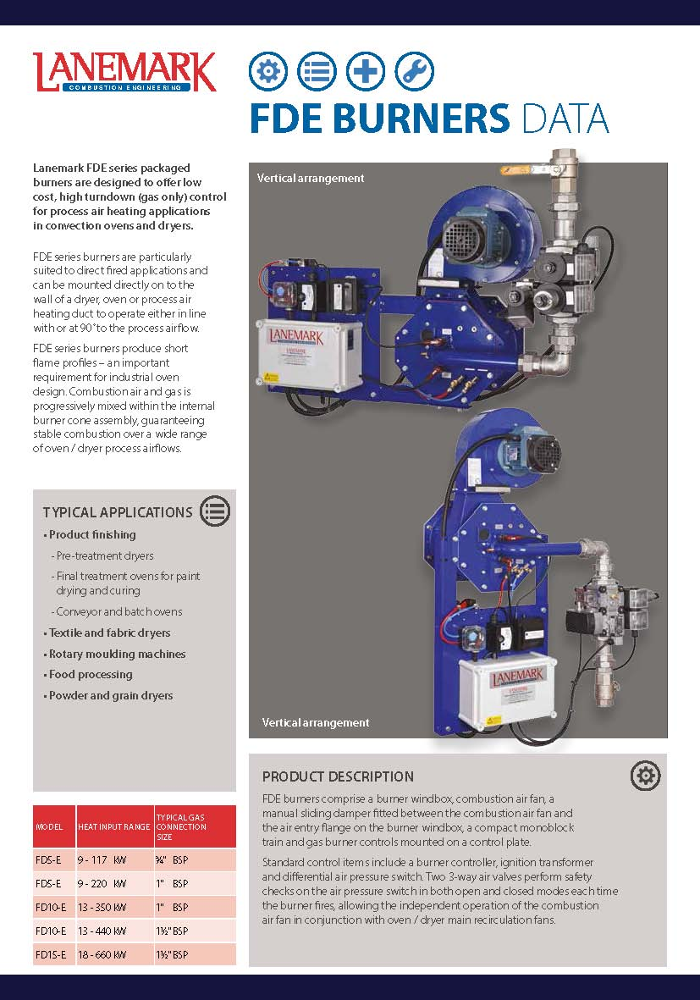 LANEMARK
COMBUSTION ENGINEERING
FDE BURNERS DATA
Lanemark FDE series packaged
burners are designed to offer low
cost, high turndown (gas only) control
for process air heating applications
in convection ovens and dryers.
FDE series burners are particularly
suited to direct fired applications and
can be mounted directly on to the
wall of a dryer, oven or process air
heating duct to operate either in line
with or at 90˚to the process airflow.
FDE series burners produce short
flame profiles – an important
requirement for industrial oven
design. Combustion air and gas is
progressively mixed within the internal
burner cone assembly, guaranteeing
stable combustion over a wide range
of oven / dryer process airflows.
Vertical arrangement
LANEMARK
LANEMARK
Vertical arrangement
TYPICAL APPLICATIONS
• Product finishing
- Pre-treatment dryers
- Final treatment ovens for paint
drying and curing
- Conveyor and batch ovens
• Textile and fabric dryers
• Rotary moulding machines
• Food processing
• Powder and grain dryers
MODEL HEAT INPUT RANGE TYPICAL GAS CONNECTION SIZE
FD5-E 9 - 117 kW ¾" BSP
FD5-E 9 - 220 kW 1" BSP
FD10-E 13 - 350 kW 1" BSP
FD10-E 13 - 440 kW 1½" BSP
FD15-E 18 - 660 kW 1½" BSP
PRODUCT DESCRIPTION
FDE burners comprise a burner windbox, combustion air fan, a
manual sliding damper fitted between the combustion air fan and
the air entry flange on the burner windbox, a compact monoblock
train and gas burner controls mounted on a control plate.
Standard control items include a burner controller, ignition transformer
and differential air pressure switch. Two 3-way air valves perform safety
checks on the air pressure switch in both open and closed modes each time
the burner fires, allowing the independent operation of the combustion
air fan in conjunction with oven / dryer main recirculation fans.